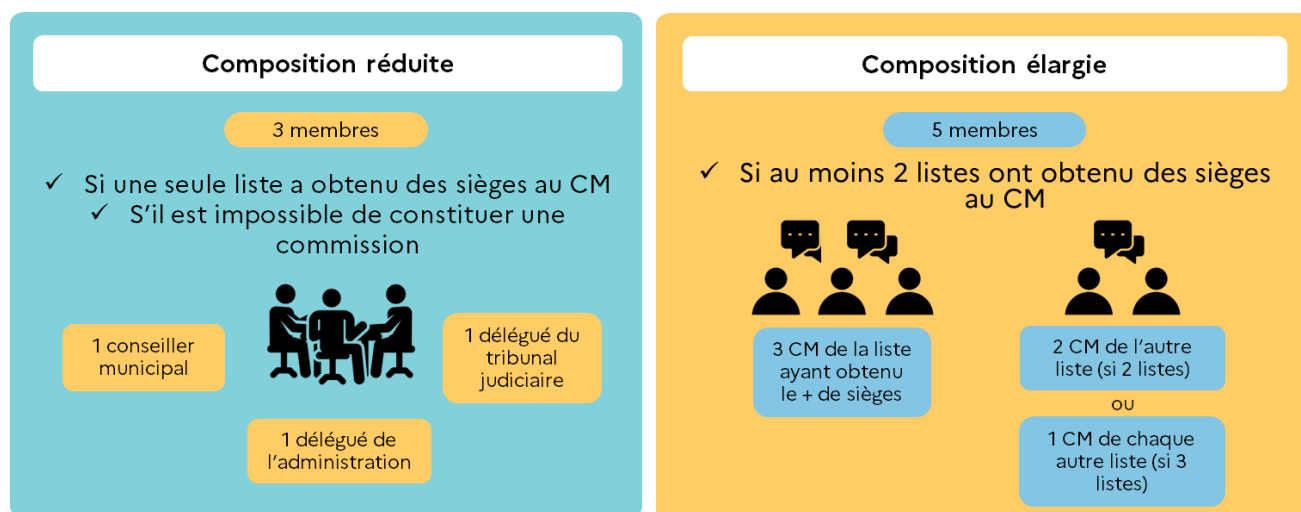 Composition réduite
3 membres
✓ Si une seule liste a obtenu des sièges au CM
✓ S'il est impossible de constituer une
commission
1 conseiller
municipal
1 délégué du
tribunal
judiciaire
1 délégué de
l'administration
Composition élargie
5 membres
✓ Si au moins 2 listes ont obtenu des sièges
au CM
3 CM de la liste
ayant obtenu
le + de sièges
2 CM de l'autre
liste (si 2 listes)
ou
1 CM de chaque
autre liste (si 3
listes)